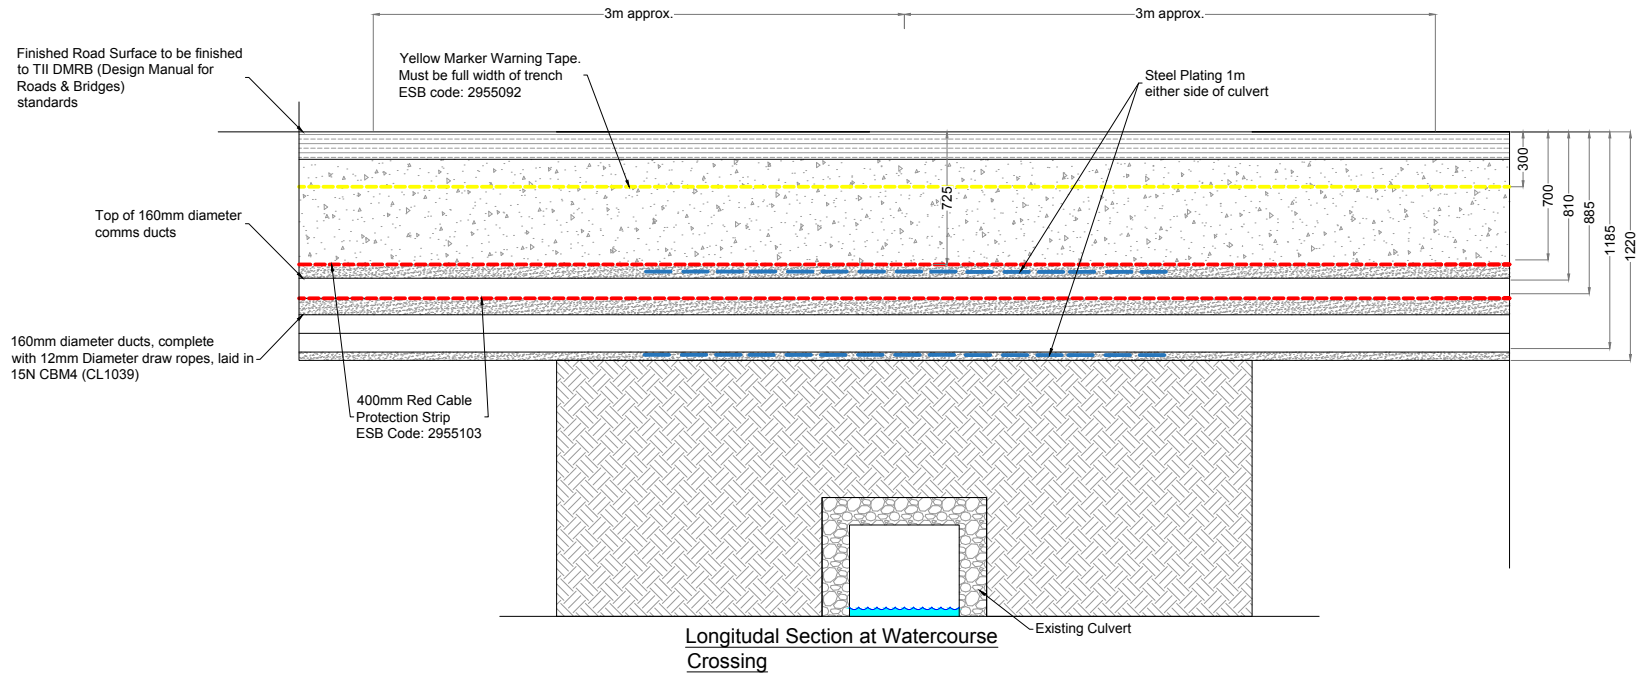 3m approx.
3m approx.
Finished Road Surface to be finished
to TII DMRB (Design Manual for
Roads & Bridges)
standards
Yellow Marker Warning Tape.
Must be full width of trench
ESB code: 2955092
Steel Plating 1m
either side of culvert
Top of 160mm diameter
comms ducts
725
300
700
810
885
1185
1220
160mm diameter ducts, complete
with 12mm Diameter draw ropes, laid in
15N CBM4 (CL1039)
400mm Red Cable
Protection Strip
ESB Code: 2955103
Existing Culvert
Longitudal Section at Watercourse
Crossing